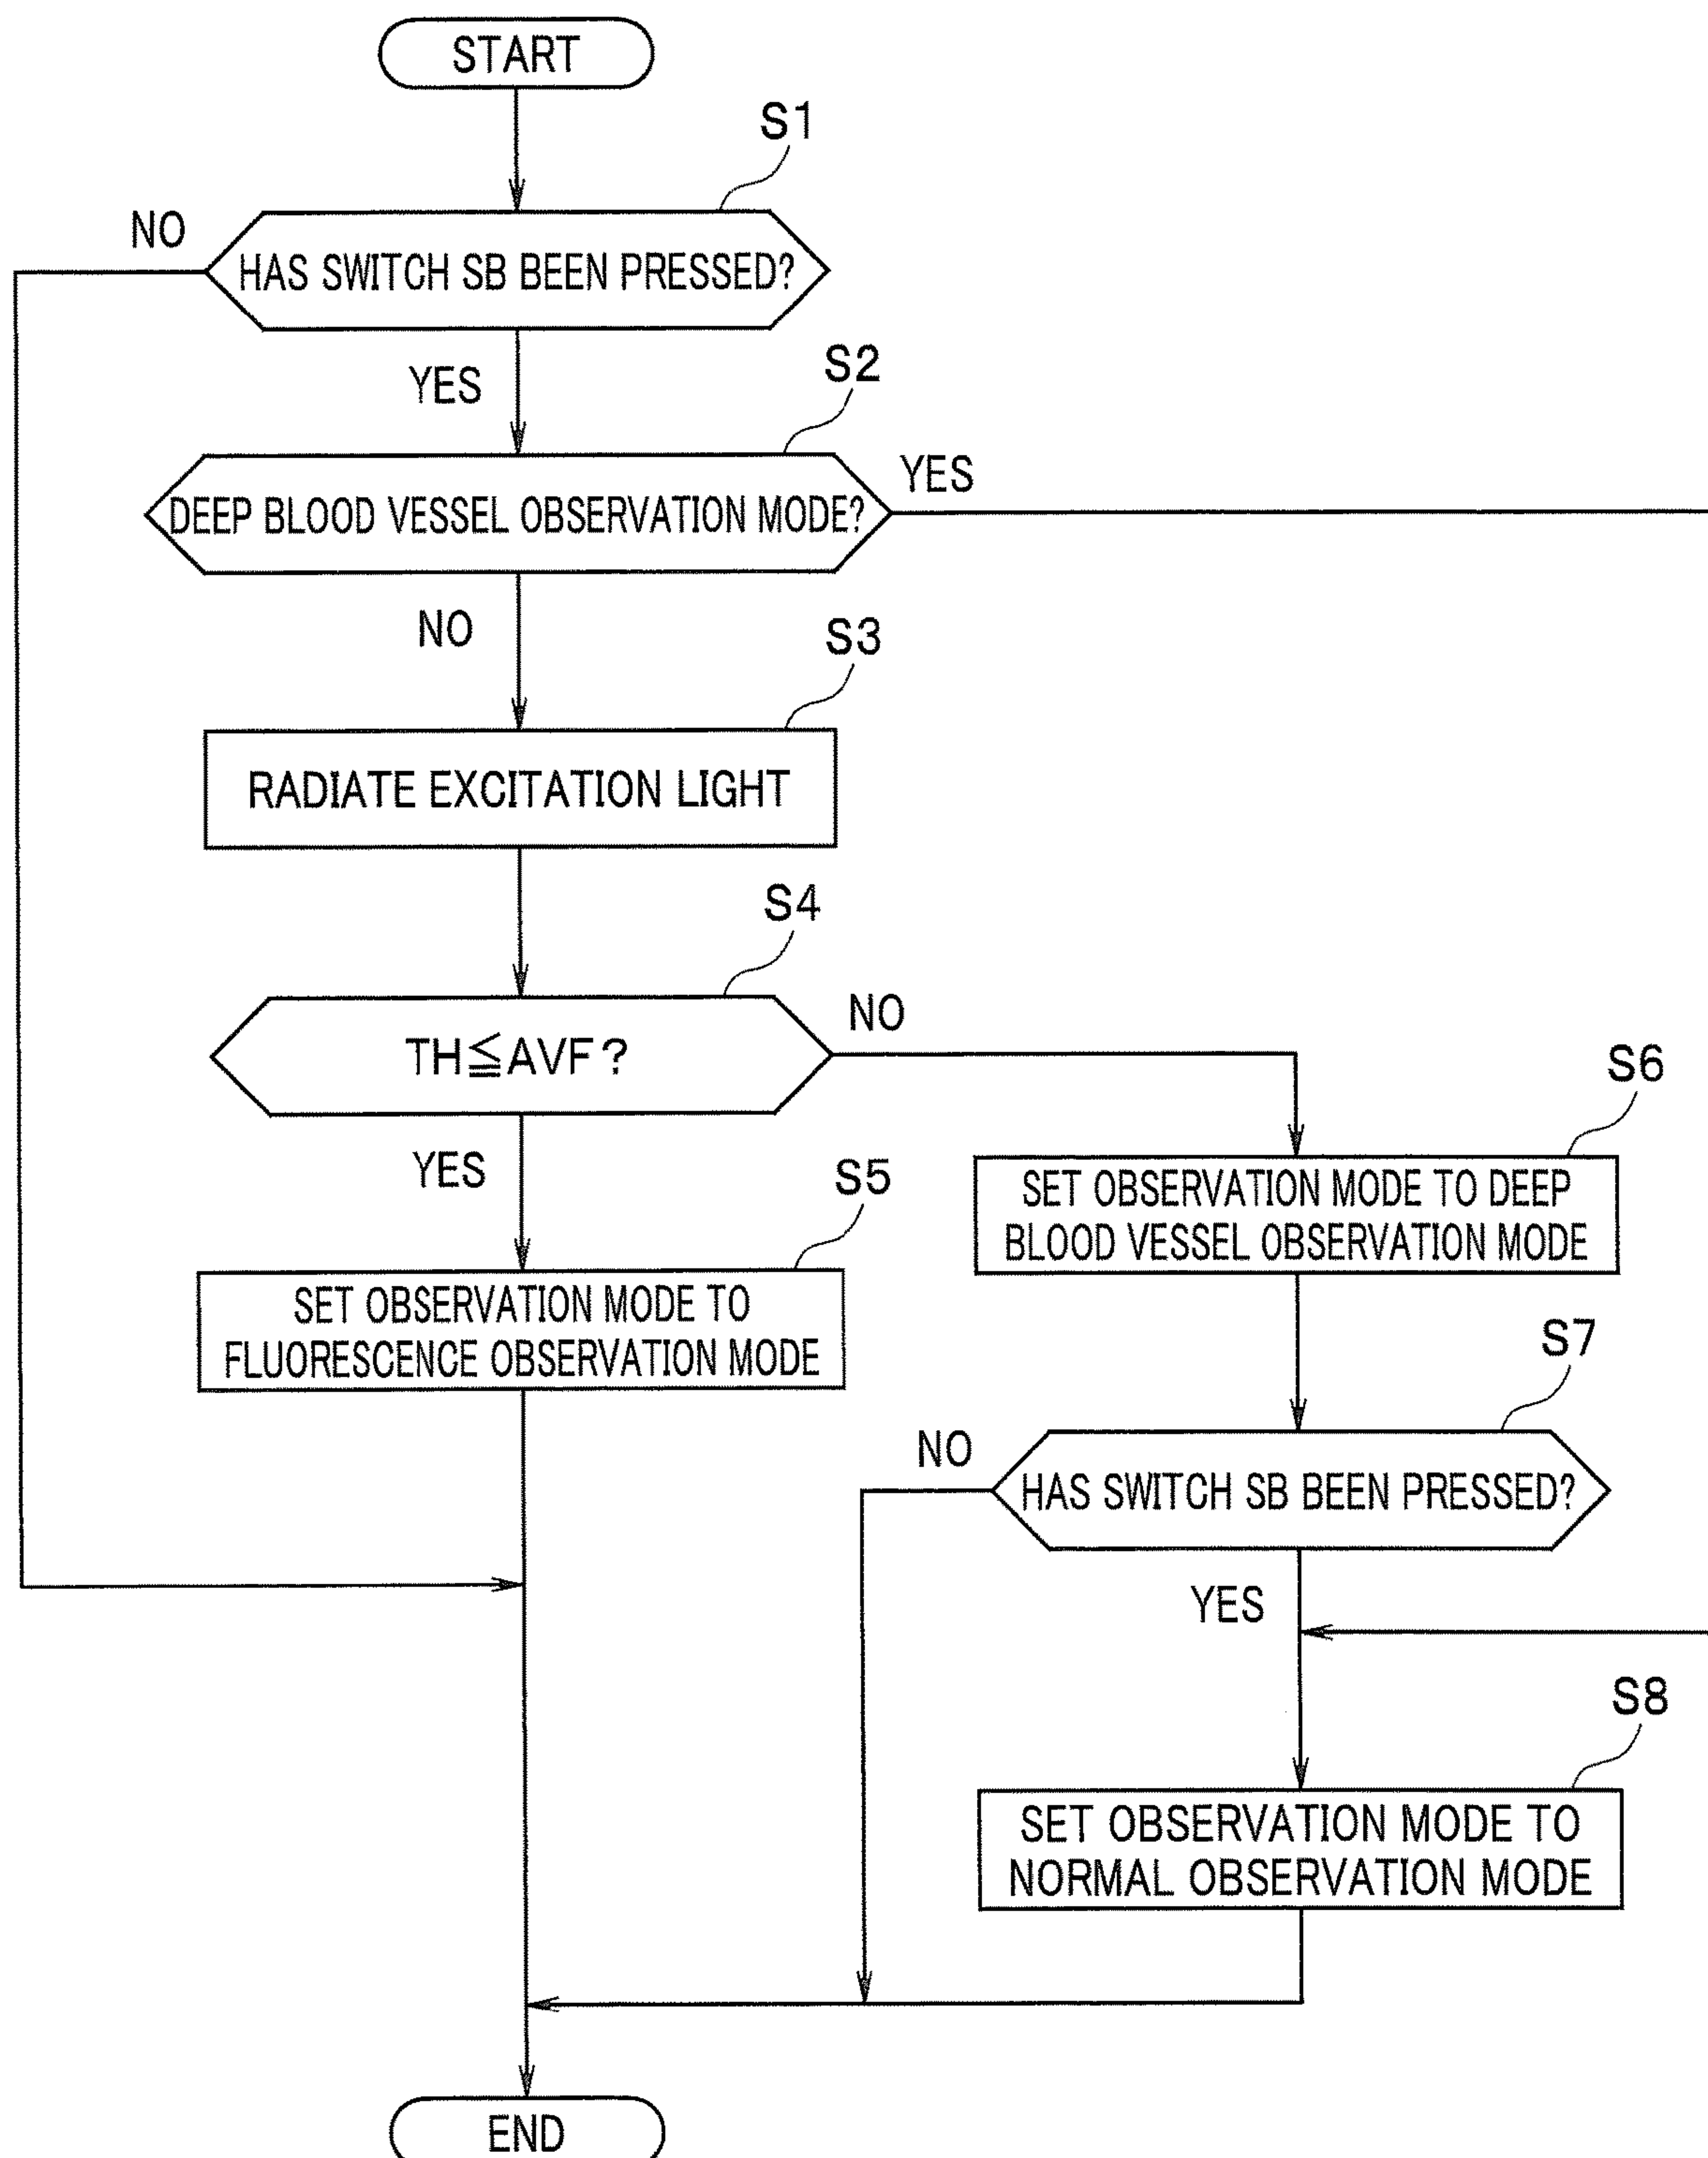 START
S1
NO
HAS SWITCH SB BEEN PRESSED?
YES
S2
DEEP BLOOD VESSEL OBSERVATION MODE?
YES
NO
S3
RADIATE EXCITATION LIGHT
S4
TH≦AVF?
NO
YES
S5
SET OBSERVATION MODE TO
FLUORESCENCE OBSERVATION MODE
S6
SET OBSERVATION MODE TO DEEP
BLOOD VESSEL OBSERVATION MODE
S7
NO
HAS SWITCH SB BEEN PRESSED?
YES
S8
SET OBSERVATION MODE TO
NORMAL OBSERVATION MODE
END